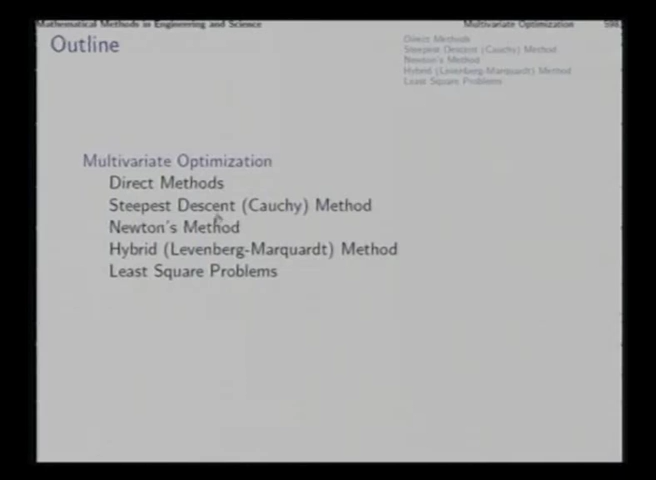 Mathematical Methods in Engineering and Science
Multivariate Optimization
Outline
Direct Methods
Steepest Descent (Cauchy) Method
Newton's Method
Hybrid (Levenberg-Marquardt) Method
Least Square Problems
Multivariate Optimization
Direct Methods
Steepest Descent (Cauchy) Method
Newton's Method
Hybrid (Levenberg-Marquardt) Method
Least Square Problems